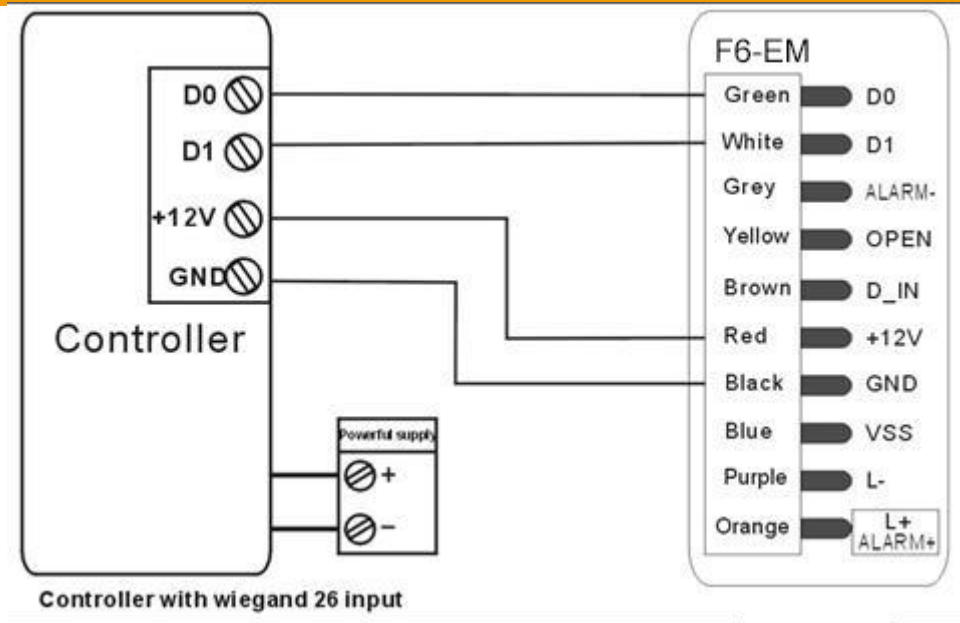 F6-EM
D0
D1
+12V
GND
Controller
Powerful supply
+
−
Green D0
White D1
Grey ALARM-
Yellow OPEN
Brown D_IN
Red +12V
Black GND
Blue VSS
Purple L-
Orange L+
ALARM+
Controller with wiegand 26 input